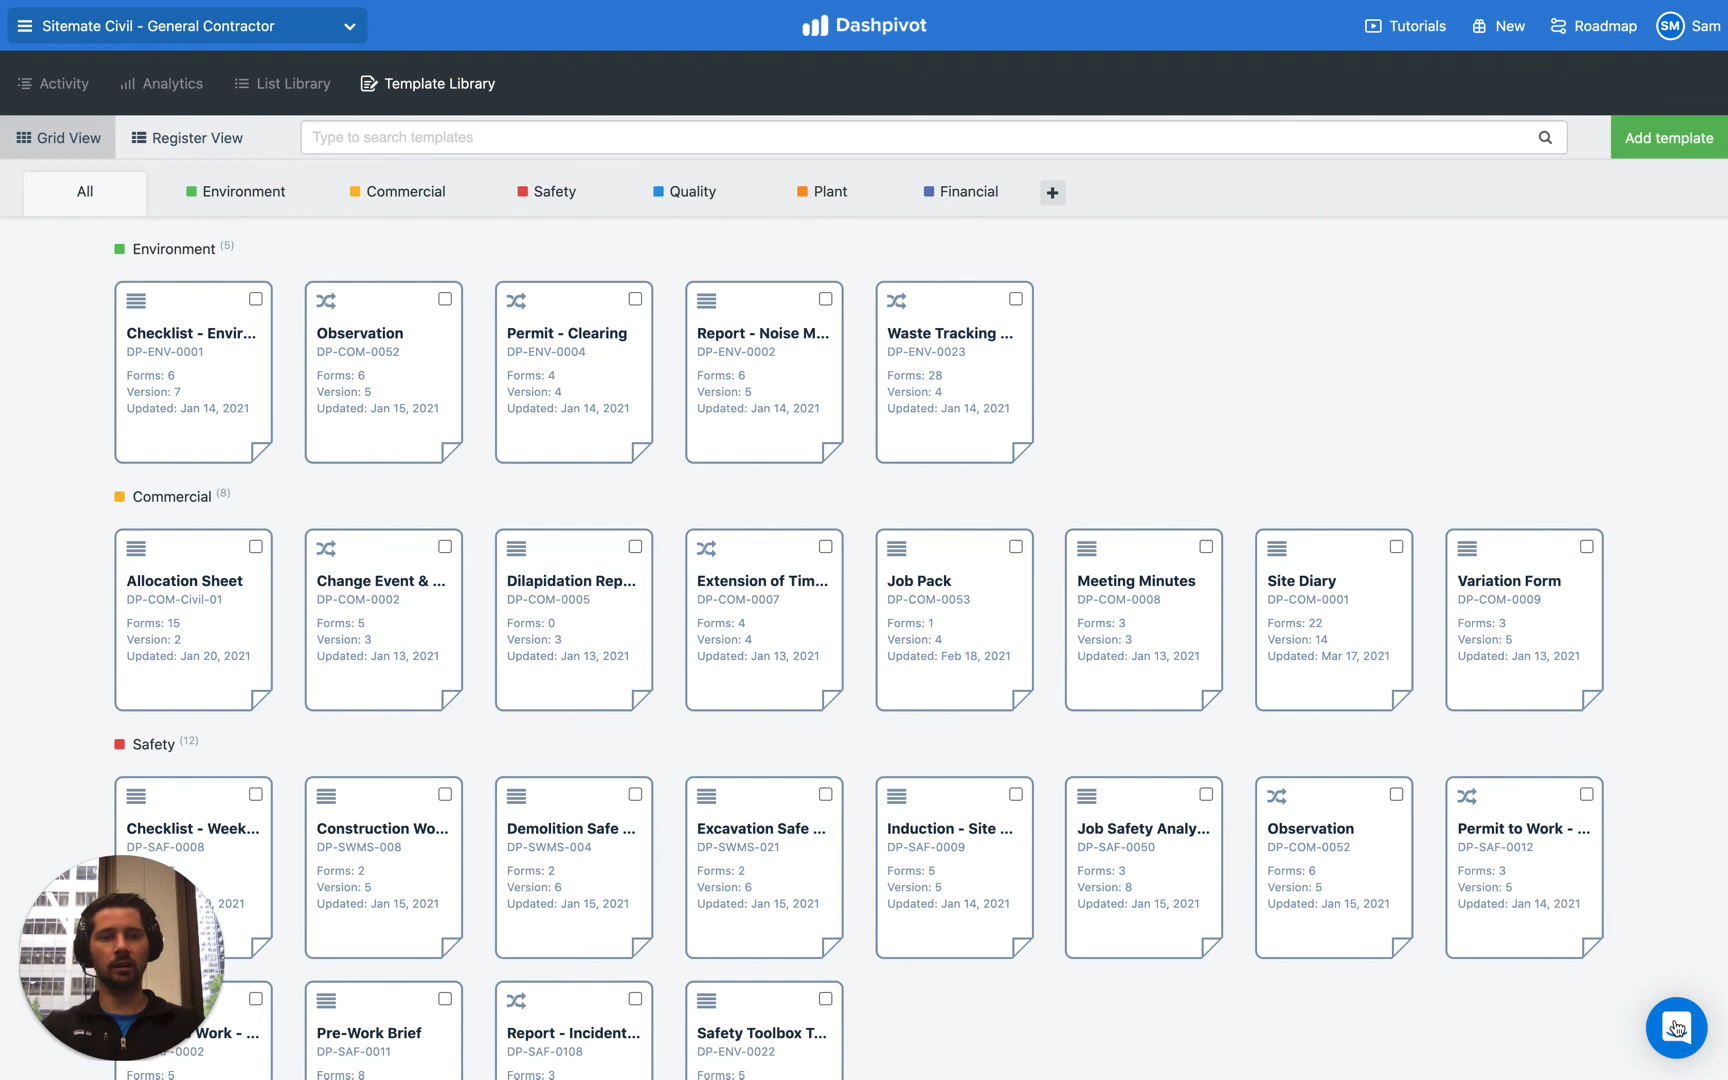 Sitemate Civil - General Contractor
Dashpivot
Tutorials
New
Roadmap
SM
Sam
Activity
Analytics
List Library
Template Library
Grid View
Register View
Type to search templates
Add template
All
Environment
Commercial
Safety
Quality
Plant
Financial
+
Environment (5)
Checklist - Envir...
DP-ENV-0001
Forms: 6
Version: 7
Updated: Jan 14, 2021
Observation
DP-COM-0052
Forms: 6
Version: 5
Updated: Jan 15, 2021
Permit - Clearing
DP-ENV-0004
Forms: 4
Version: 4
Updated: Jan 14, 2021
Report - Noise M...
DP-ENV-0002
Forms: 6
Version: 5
Updated: Jan 14, 2021
Waste Tracking ...
DP-ENV-0023
Forms: 28
Version: 4
Updated: Jan 14, 2021
Commercial (8)
Allocation Sheet
DP-COM-Civil-01
Forms: 15
Version: 2
Updated: Jan 20, 2021
Change Event & ...
DP-COM-0002
Forms: 5
Version: 3
Updated: Jan 13, 2021
Dilapidation Rep...
DP-COM-0005
Forms: 0
Version: 3
Updated: Jan 13, 2021
Extension of Tim...
DP-COM-0007
Forms: 4
Version: 4
Updated: Jan 13, 2021
Job Pack
DP-COM-0053
Forms: 1
Version: 4
Updated: Feb 18, 2021
Meeting Minutes
DP-COM-0008
Forms: 3
Version: 3
Updated: Jan 13, 2021
Site Diary
DP-COM-0001
Forms: 22
Version: 14
Updated: Mar 17, 2021
Variation Form
DP-COM-0009
Forms: 3
Version: 5
Updated: Jan 13, 2021
Safety (12)
Checklist - Week...
DP-SAF-0008
2021
Construction Wo...
DP-SWMS-008
Forms: 2
Version: 5
Updated: Jan 15, 2021
Demolition Safe ...
DP-SWMS-004
Forms: 2
Version: 6
Updated: Jan 15, 2021
Excavation Safe ...
DP-SWMS-021
Forms: 2
Version: 6
Updated: Jan 15, 2021
Induction - Site ...
DP-SAF-0009
Forms: 5
Version: 5
Updated: Jan 14, 2021
Job Safety Analy...
DP-SAF-0050
Forms: 3
Version: 8
Updated: Jan 15, 2021
Observation
DP-COM-0052
Forms: 6
Version: 5
Updated: Jan 15, 2021
Permit to Work - ...
DP-SAF-0012
Forms: 3
Version: 5
Updated: Jan 14, 2021
Work - ...
-0002
Forms: 5
Pre-Work Brief
DP-SAF-0011
Forms: 8
Report - Incident...
DP-SAF-0108
Forms: 3
Safety Toolbox T...
DP-ENV-0022
Forms: 5